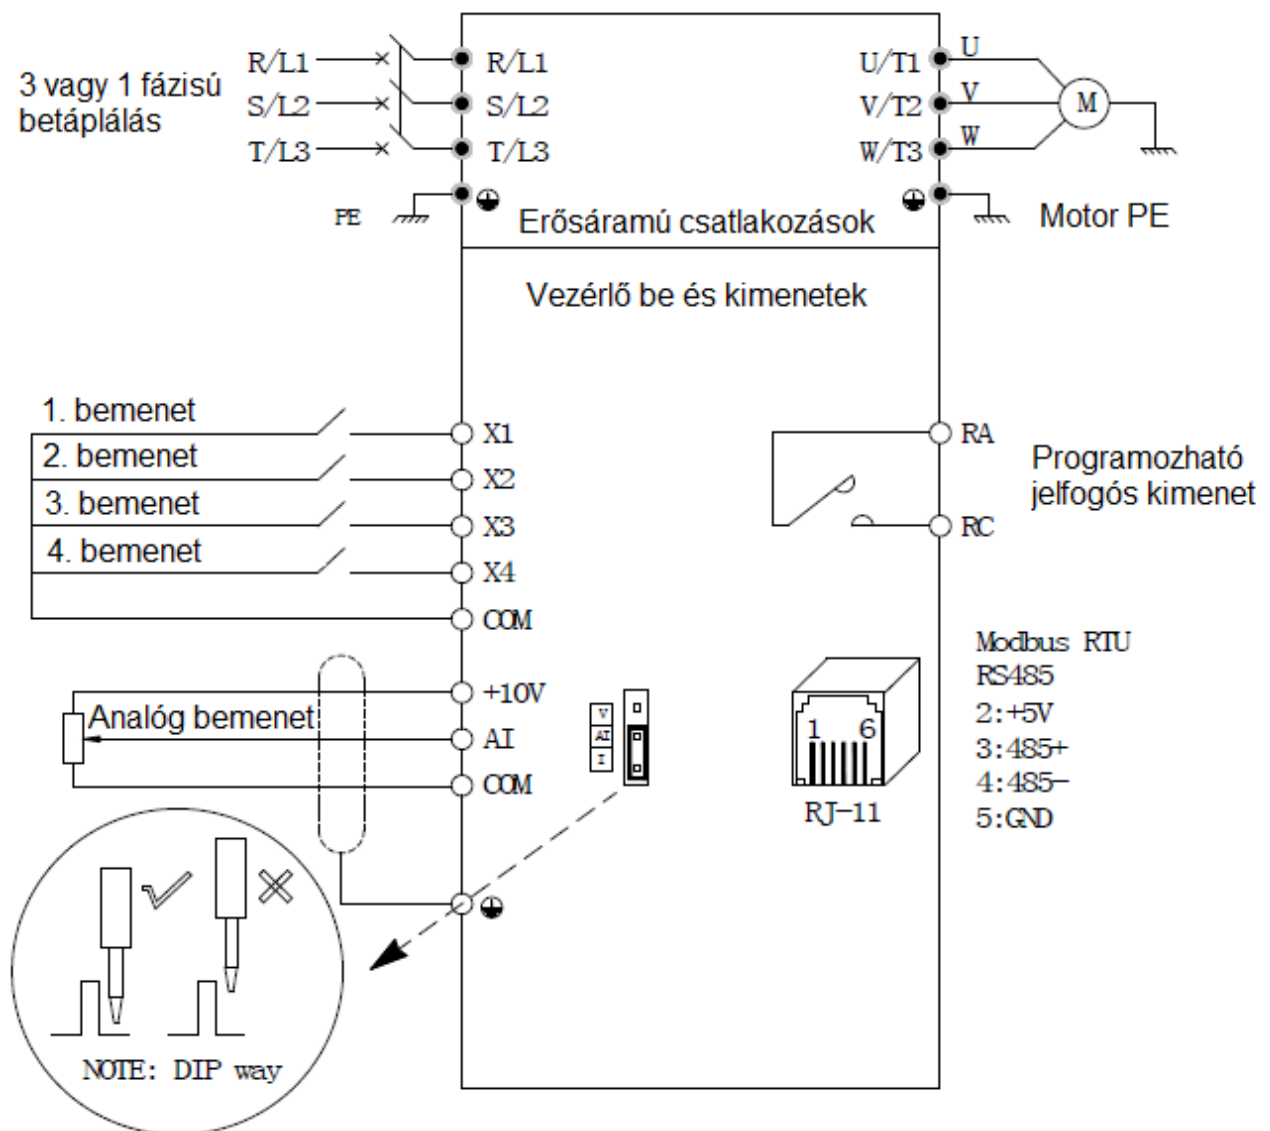 3 vagy 1 fázisú
betáplálás
R/L1
S/L2
T/L3
PE
R/L1
S/L2
T/L3
U/T1
V/T2
W/T3
U
V
W
M
Motor PE
Erősáramú csatlakozások
Vezérlő be és kimenetek
1. bemenet
2. bemenet
3. bemenet
4. bemenet
X1
X2
X3
X4
COM
RA
RC
Programozható
jelfogós kimenet
Analóg bemenet
+10V
AI
COM
V
AI
I
1 6
RJ-11
Modbus RTU
RS485
2:+5V
3:485+
4:485-
5:GND
NOTE: DIP way